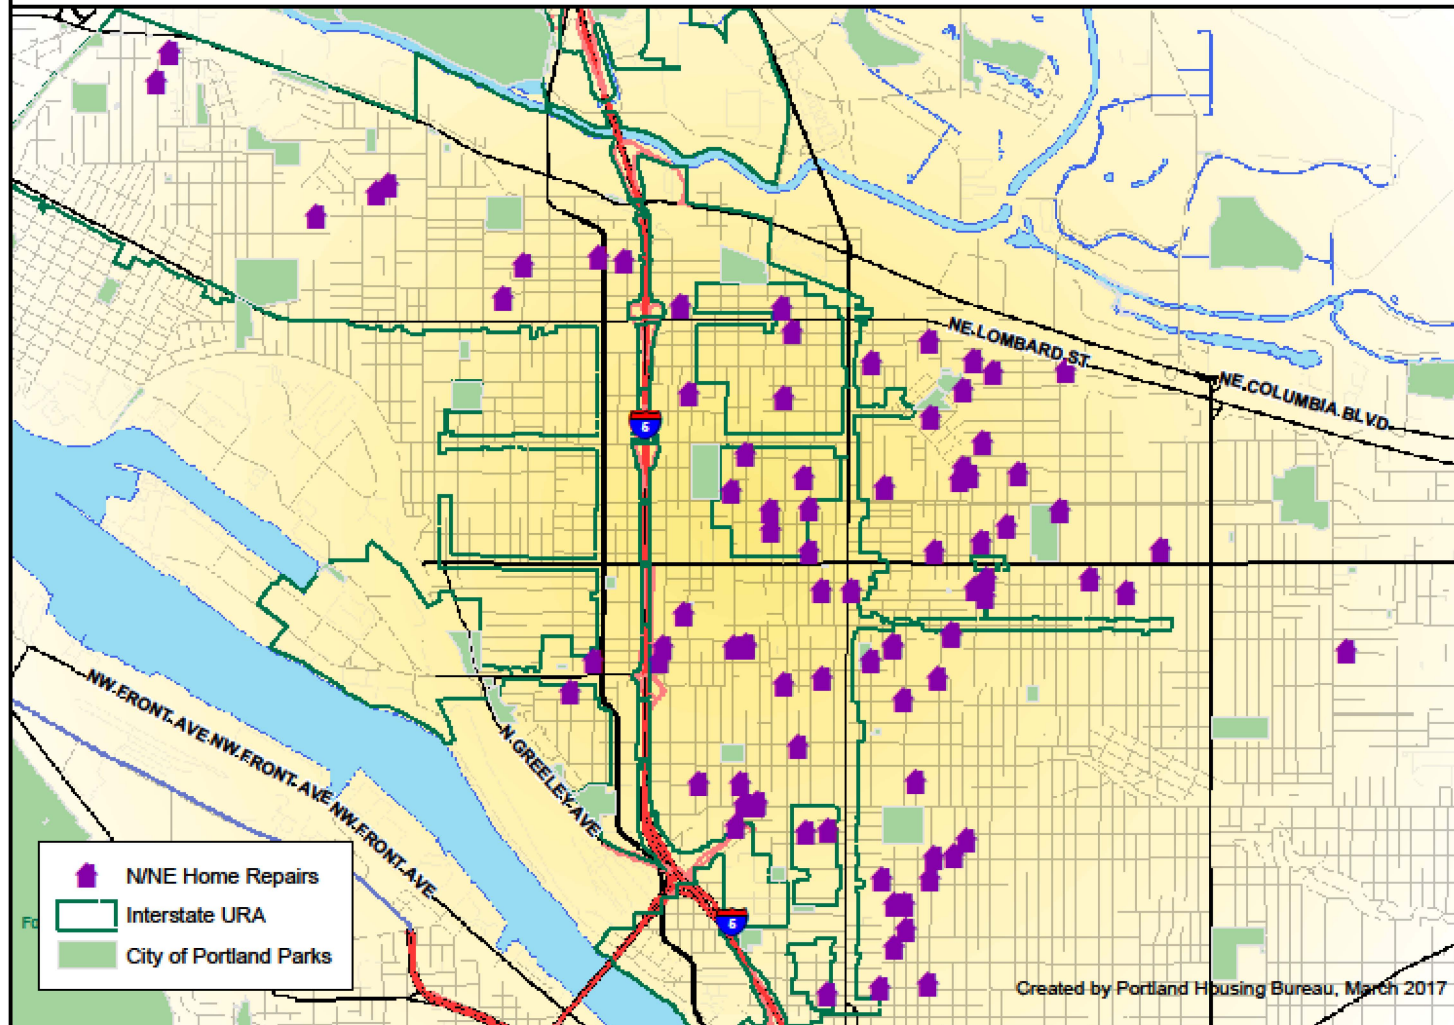 NE LOMBARD ST
NE COLUMBIA BLVD
5
NW FRONT AVE NW FRONT AVE NW FRONT AVE
N GREELEY AVE
5
N/NE Home Repairs
Interstate URA
City of Portland Parks
Fo
Created by Portland Housing Bureau, March 2017